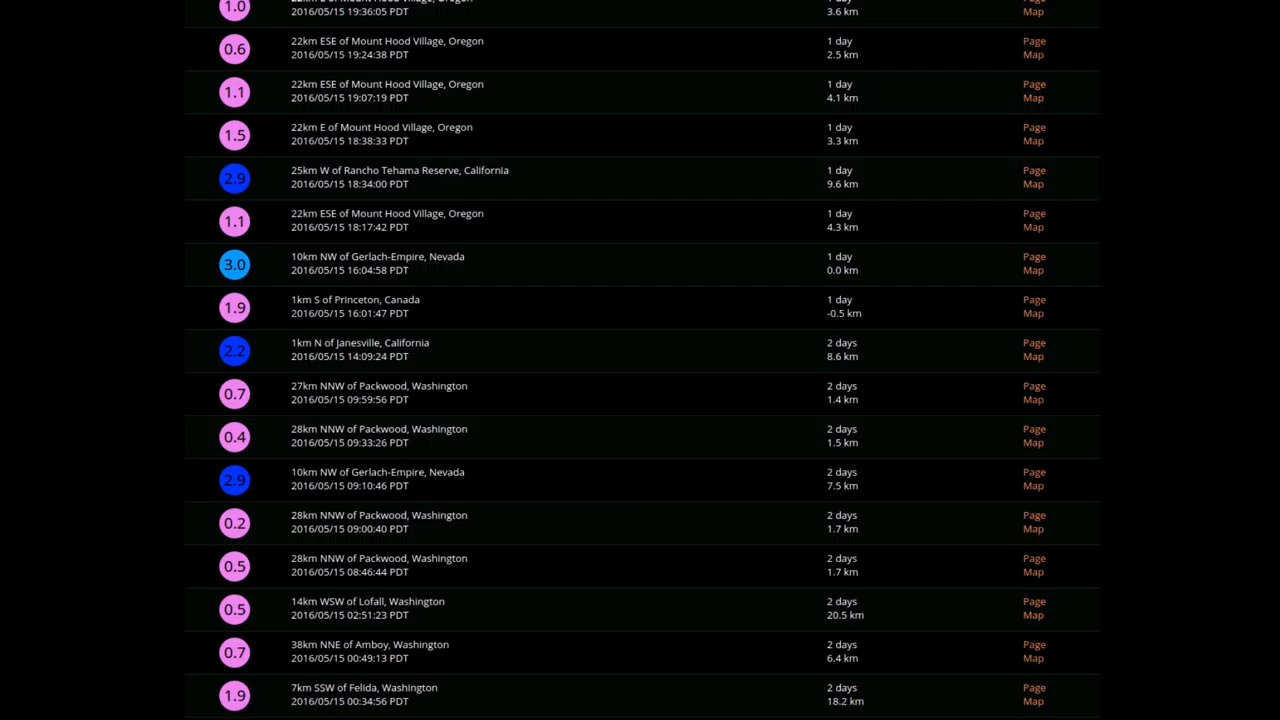 1.0
2016/05/15 19:36:05 PDT
3.6 km
Map
0.6
22km ESE of Mount Hood Village, Oregon
1 day
Page
2016/05/15 19:24:38 PDT
2.5 km
Map
1.1
22km ESE of Mount Hood Village, Oregon
1 day
Page
2016/05/15 19:07:19 PDT
4.1 km
Map
1.5
22km E of Mount Hood Village, Oregon
1 day
Page
2016/05/15 18:38:33 PDT
3.3 km
Map
2.9
25km W of Rancho Tehama Reserve, California
1 day
Page
2016/05/15 18:34:00 PDT
9.6 km
Map
1.1
22km ESE of Mount Hood Village, Oregon
1 day
Page
2016/05/15 18:17:42 PDT
4.3 km
Map
3.0
10km NW of Gerlach-Empire, Nevada
1 day
Page
2016/05/15 16:04:58 PDT
0.0 km
Map
1.9
1km S of Princeton, Canada
1 day
Page
2016/05/15 16:01:47 PDT
-0.5 km
Map
2.2
1km N of Janesville, California
2 days
Page
2016/05/15 14:09:24 PDT
8.6 km
Map
0.7
27km NNW of Packwood, Washington
2 days
Page
2016/05/15 09:59:56 PDT
1.4 km
Map
0.4
28km NNW of Packwood, Washington
2 days
Page
2016/05/15 09:33:26 PDT
1.5 km
Map
2.9
10km NW of Gerlach-Empire, Nevada
2 days
Page
2016/05/15 09:10:46 PDT
7.5 km
Map
0.2
28km NNW of Packwood, Washington
2 days
Page
2016/05/15 09:00:40 PDT
1.7 km
Map
0.5
28km NNW of Packwood, Washington
2 days
Page
2016/05/15 08:46:44 PDT
1.7 km
Map
0.5
14km WSW of Lofall, Washington
2 days
Page
2016/05/15 02:51:23 PDT
20.5 km
Map
0.7
38km NNE of Amboy, Washington
2 days
Page
2016/05/15 00:49:13 PDT
6.4 km
Map
1.9
7km SSW of Felida, Washington
2 days
Page
2016/05/15 00:34:56 PDT
18.2 km
Map